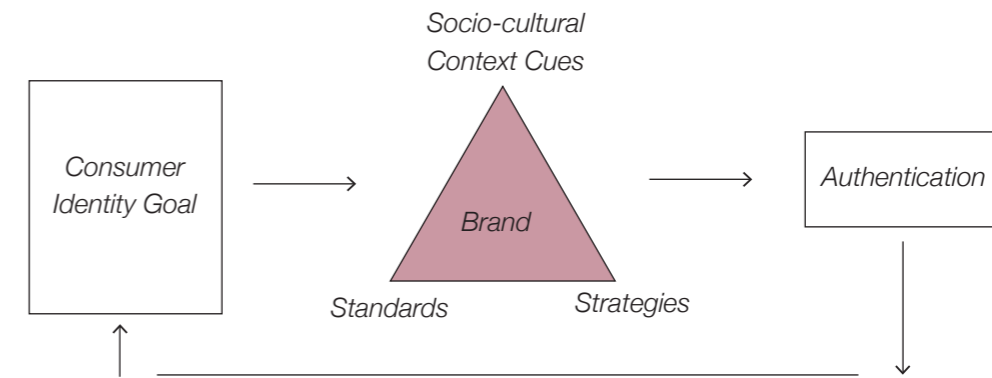 Socio-cultural
Context Cues
Consumer
Identity Goal
Brand
Authentication
Standards
Strategies